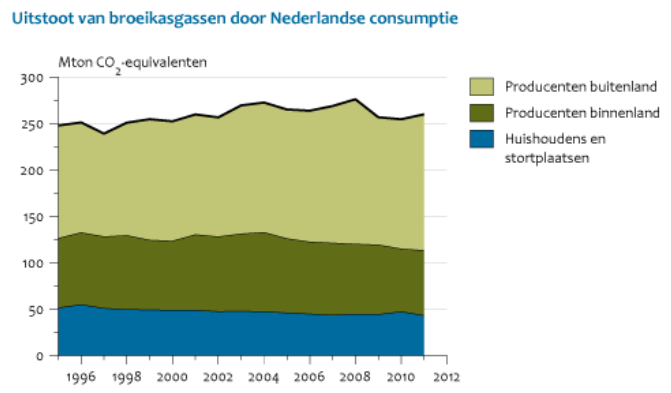 Uitstoot van broeikasgassen door Nederlandse consumptie
Mton CO2-equivalenten
300
250
200
150
100
50
0
1996 1998 2000 2002 2004 2006 2008 2010 2012
Producenten buitenland
Producenten binnenland
Huishoudens en
stortplaatsen